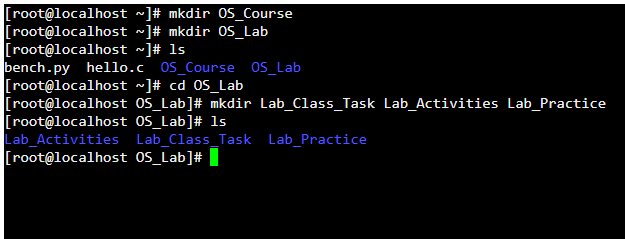 [root@localhost ~]# mkdir OS_Course
[root@localhost ~]# mkdir OS_Lab
[root@localhost ~]# ls
bench.py  hello.c  OS_Course  OS_Lab
[root@localhost ~]# cd OS_Lab
[root@localhost OS_Lab]# mkdir Lab_Class_Task Lab_Activities Lab_Practice
[root@localhost OS_Lab]# ls
Lab_Activities  Lab_Class_Task  Lab_Practice
[root@localhost OS_Lab]#